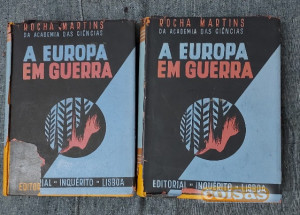 ROCHA MARTINS
DA ACADEMIA DAS CIÊNCIAS
A EUROPA
EM GUERRA
EDITORIAL - INQUÉRITO - LISBOA
ROCHA MARTINS
DA ACADEMIA DAS CIÊNCIAS
A EUROPA
EM GUERRA
EDITORIAL - INQUÉRITO - LISBOA
coisas